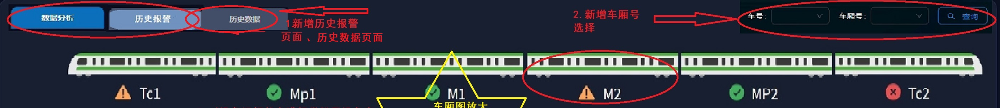 数据分析
历史报警
历史数据
1新增历史报警
页面、历史数据页面
2.新增车厢号
选择
车号:
车厢号:
查询
Tc1
Mp1
M1
M2
MP2
Tc2
车厢图放大